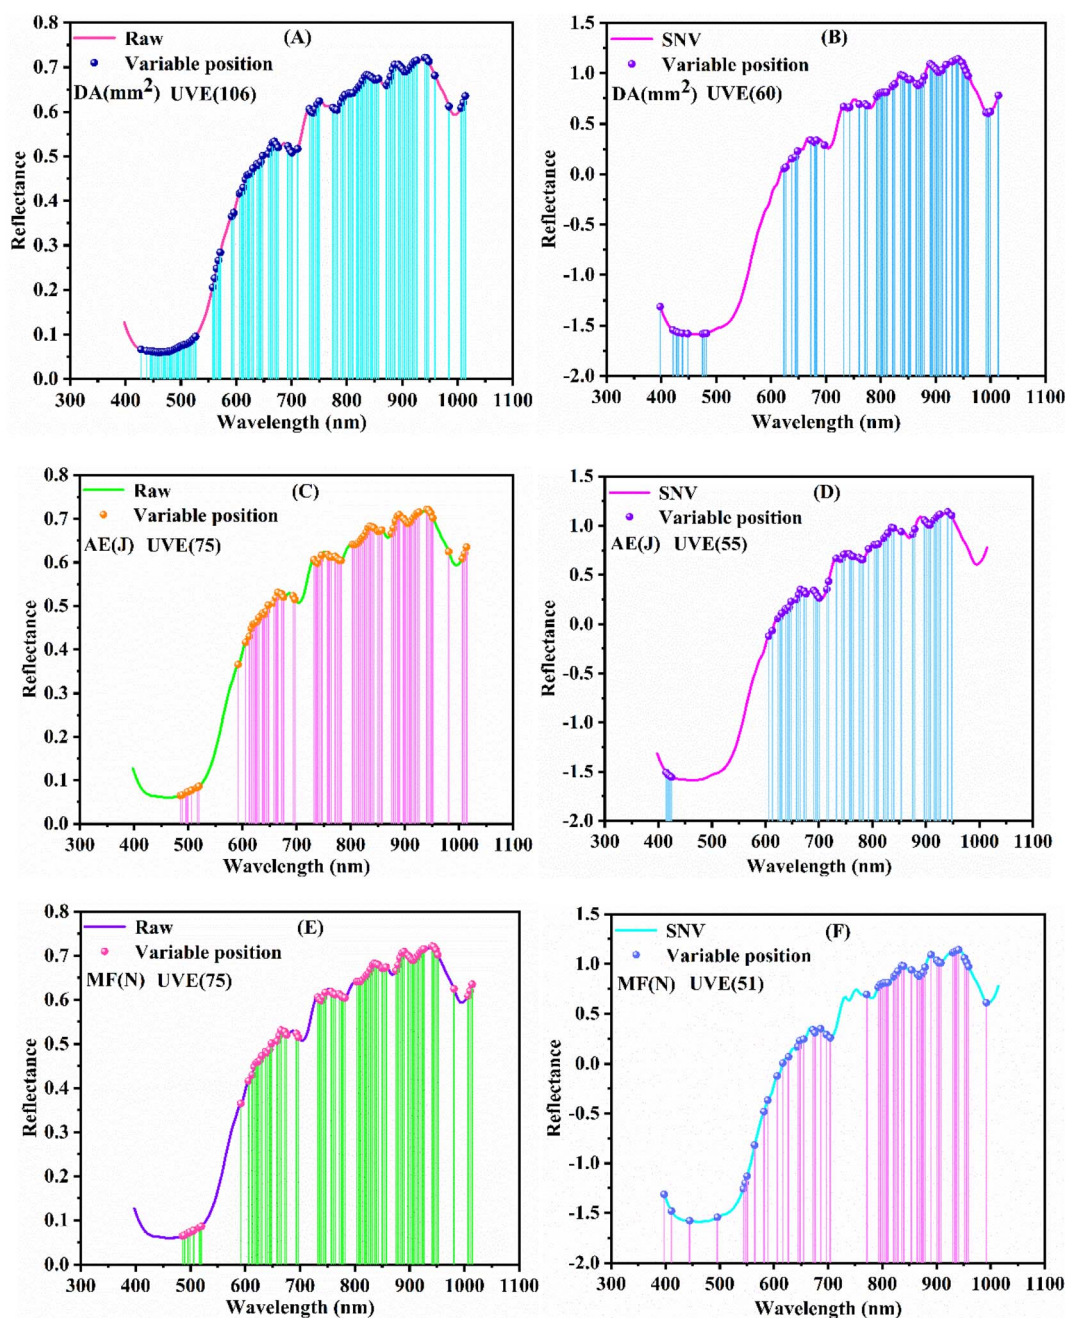 Raw (A)
Variable position
DA(mm²) UVE(106)
Reflectance
0.8
0.7
0.6
0.5
0.4
0.3
0.2
0.1
0.0
300 400 500 600 700 800 900 1000 1100
Wavelength (nm)
SNV (B)
Variable position
DA(mm²) UVE(60)
Reflectance
1.5
1.0
0.5
0.0
-0.5
-1.0
-1.5
-2.0
300 400 500 600 700 800 900 1000 1100
Wavelength (nm)
Raw (C)
Variable position
AE(J) UVE(75)
Reflectance
0.8
0.7
0.6
0.5
0.4
0.3
0.2
0.1
0.0
300 400 500 600 700 800 900 1000 1100
Wavelength (nm)
SNV (D)
Variable position
AE(J) UVE(55)
Reflectance
1.5
1.0
0.5
0.0
-0.5
-1.0
-1.5
-2.0
300 400 500 600 700 800 900 1000 1100
Wavelength (nm)
Raw (E)
Variable position
MF(N) UVE(75)
Reflectance
0.8
0.7
0.6
0.5
0.4
0.3
0.2
0.1
0.0
300 400 500 600 700 800 900 1000 1100
Wavelength (nm)
SNV (F)
Variable position
MF(N) UVE(51)
Reflectance
1.5
1.0
0.5
0.0
-0.5
-1.0
-1.5
-2.0
300 400 500 600 700 800 900 1000 1100
Wavelength (nm)